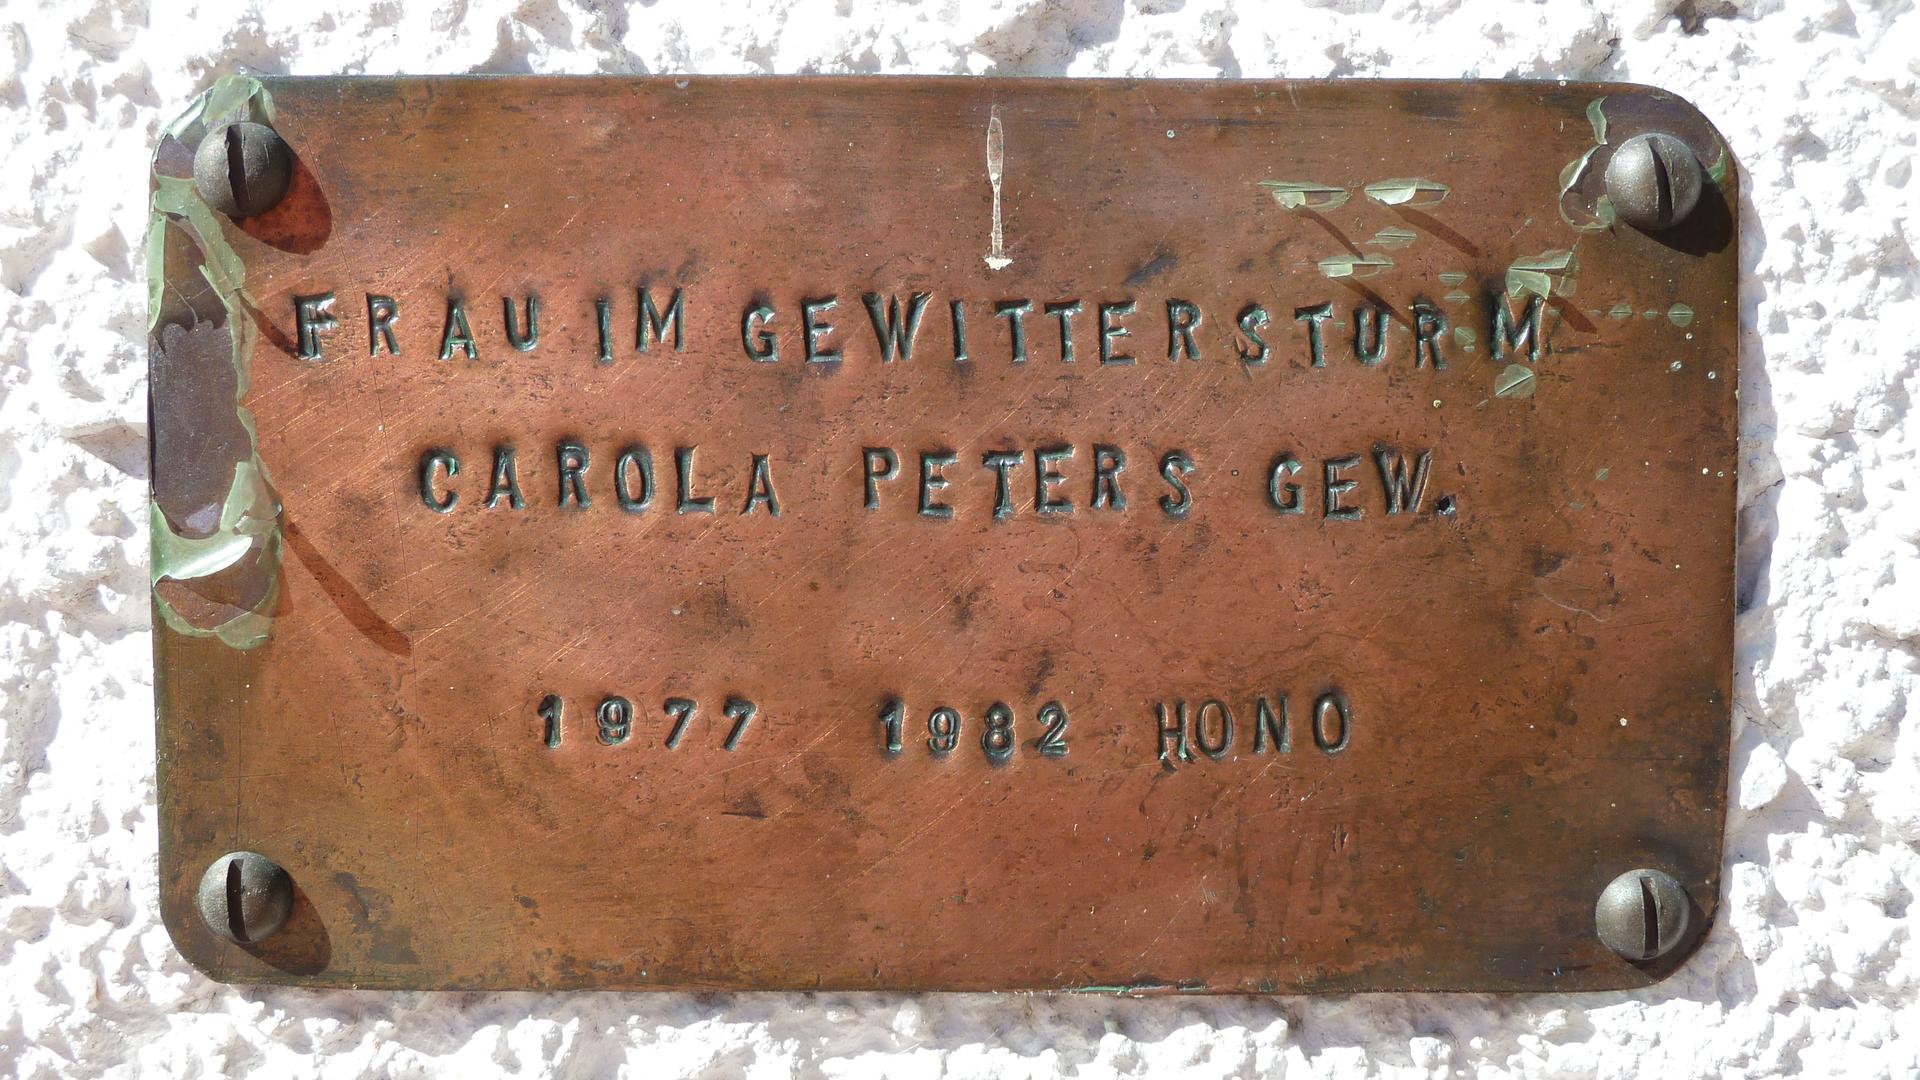 FRAU IM GEWITTERSTURM
CAROLA PETERS GEW.
1977 1982 HONO